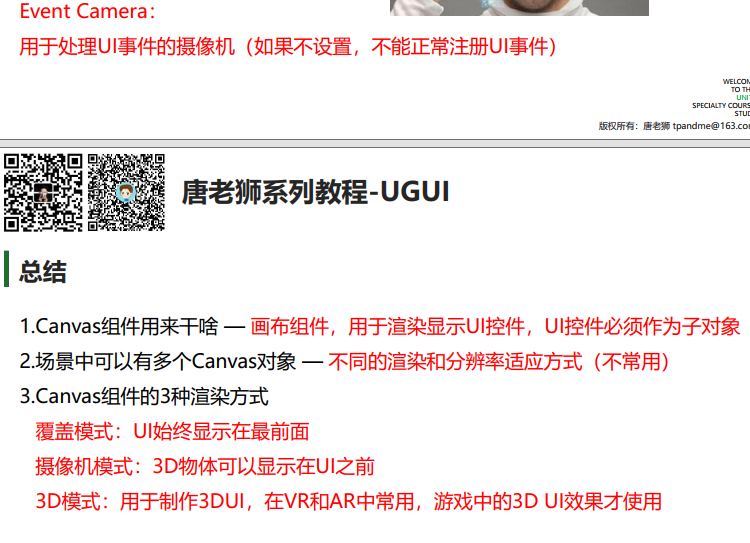 Event Camera：
用于处理UI事件的摄像机（如果不设置，不能正常注册UI事件）
WELCOM
TO TH
UNI
SPECIALTY COURS
STUD
版权所有：唐老狮 tpandme@163.com
唐老狮系列教程-UGUI
总结
1.Canvas组件用来干啥 — 画布组件，用于渲染显示UI控件，UI控件必须作为子对象
2.场景中可以有多个Canvas对象 — 不同的渲染和分辨率适应方式（不常用）
3.Canvas组件的3种渲染方式
覆盖模式：UI始终显示在最前面
摄像机模式：3D物体可以显示在UI之前
3D模式：用于制作3DUI，在VR和AR中常用，游戏中的3D UI效果才使用